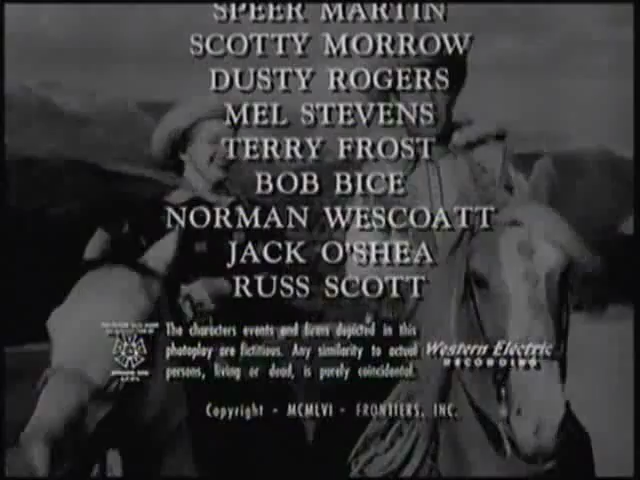 SPEER MARTIN
SCOTTY MORROW
DUSTY ROGERS
MEL STEVENS
TERRY FROST
BOB BICE
NORMAN WESCOATT
JACK O'SHEA
RUSS SCOTT
The characters events and firms depicted in this
photoplay are fictitious. Any similarity to actual
persons, living or dead, is purely coincidental.
Western Electric
RECORDING
Copyright - MCMLVI - FRONTIERS, INC.